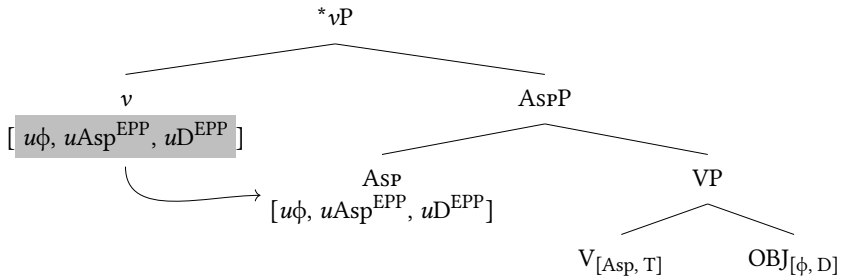 *vP
v AspP
[ uϕ, uAsp^EPP, uD^EPP ]
Asp VP
[uϕ, uAsp^EPP, uD^EPP]
V[Asp, T] OBJ[ϕ, D]